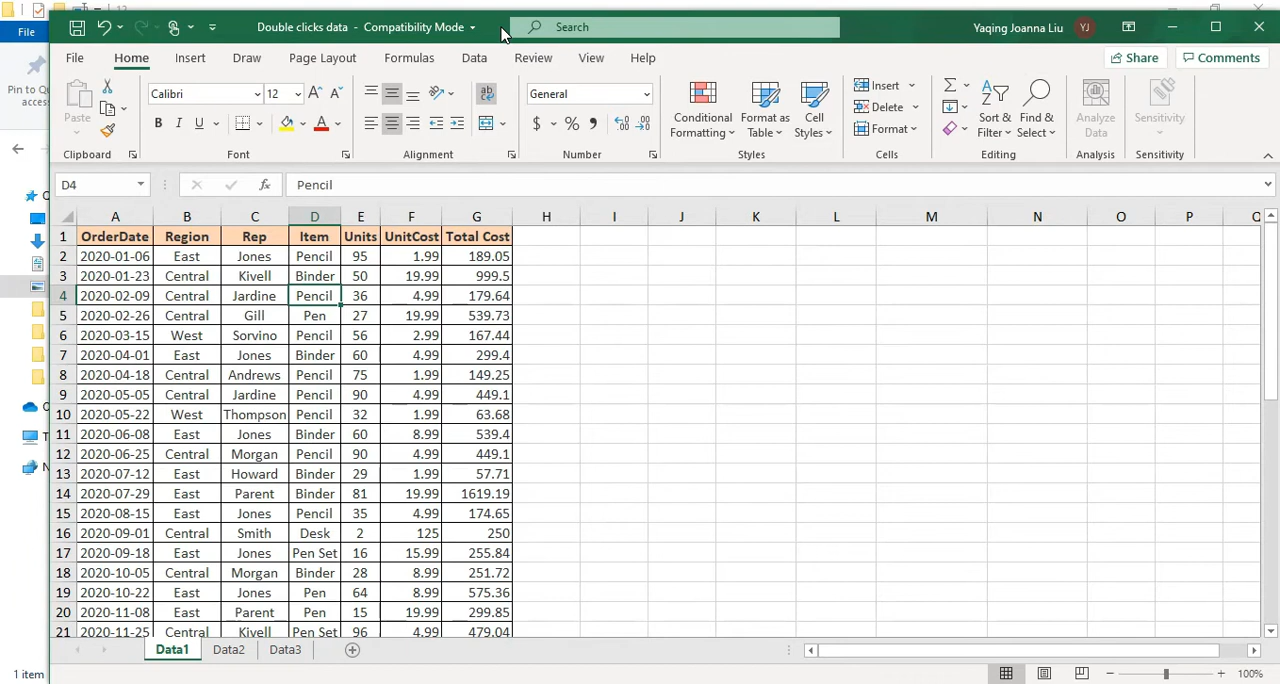 File
Double clicks data - Compatibility Mode
Search
Yaqing Joanna Liu
YJ
File Home Insert Draw Page Layout Formulas Data Review View Help
Share Comments
Pin to Qu
access
Paste
Calibri 12
B I U
General
$ %
Conditional Formatting
Format as Table
Cell Styles
Insert
Delete
Format
Sort & Filter
Find & Select
Analyze Data
Sensitivity
Clipboard Font Alignment Number Styles Cells Editing Analysis Sensitivity
D4 fx Pencil
A B C D E F G H I J K L M N O P Q
1 OrderDate Region Rep Item Units UnitCost Total Cost
2 2020-01-06 East Jones Pencil 95 1.99 189.05
3 2020-01-23 Central Kivell Binder 50 19.99 999.5
4 2020-02-09 Central Jardine Pencil 36 4.99 179.64
5 2020-02-26 Central Gill Pen 27 19.99 539.73
6 2020-03-15 West Sorvino Pencil 56 2.99 167.44
7 2020-04-01 East Jones Binder 60 4.99 299.4
8 2020-04-18 Central Andrews Pencil 75 1.99 149.25
9 2020-05-05 Central Jardine Pencil 90 4.99 449.1
10 2020-05-22 West Thompson Pencil 32 1.99 63.68
11 2020-06-08 East Jones Binder 60 8.99 539.4
12 2020-06-25 Central Morgan Pencil 90 4.99 449.1
13 2020-07-12 East Howard Binder 29 1.99 57.71
14 2020-07-29 East Parent Binder 81 19.99 1619.19
15 2020-08-15 East Jones Pencil 35 4.99 174.65
16 2020-09-01 Central Smith Desk 2 125 250
17 2020-09-18 East Jones Pen Set 16 15.99 255.84
18 2020-10-05 Central Morgan Binder 28 8.99 251.72
19 2020-10-22 East Jones Pen 64 8.99 575.36
20 2020-11-08 East Parent Pen 15 19.99 299.85
21 2020-11-25 Central Kivell Pen Set 96 4.99 479.04
Data1 Data2 Data3
1 item
100%